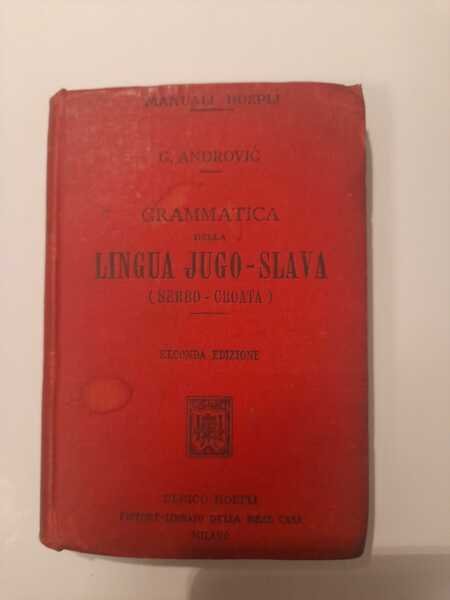 MANUALI HOEPLI
G. ANDROVIĆ
GRAMMATICA
DELLA
LINGUA JUGO-SLAVA
(SERBO-CROATA)
SECONDA EDIZIONE
ULRICO HOEPLI
EDITORE-LIBRAIO DELLA REAL CASA
MILANO